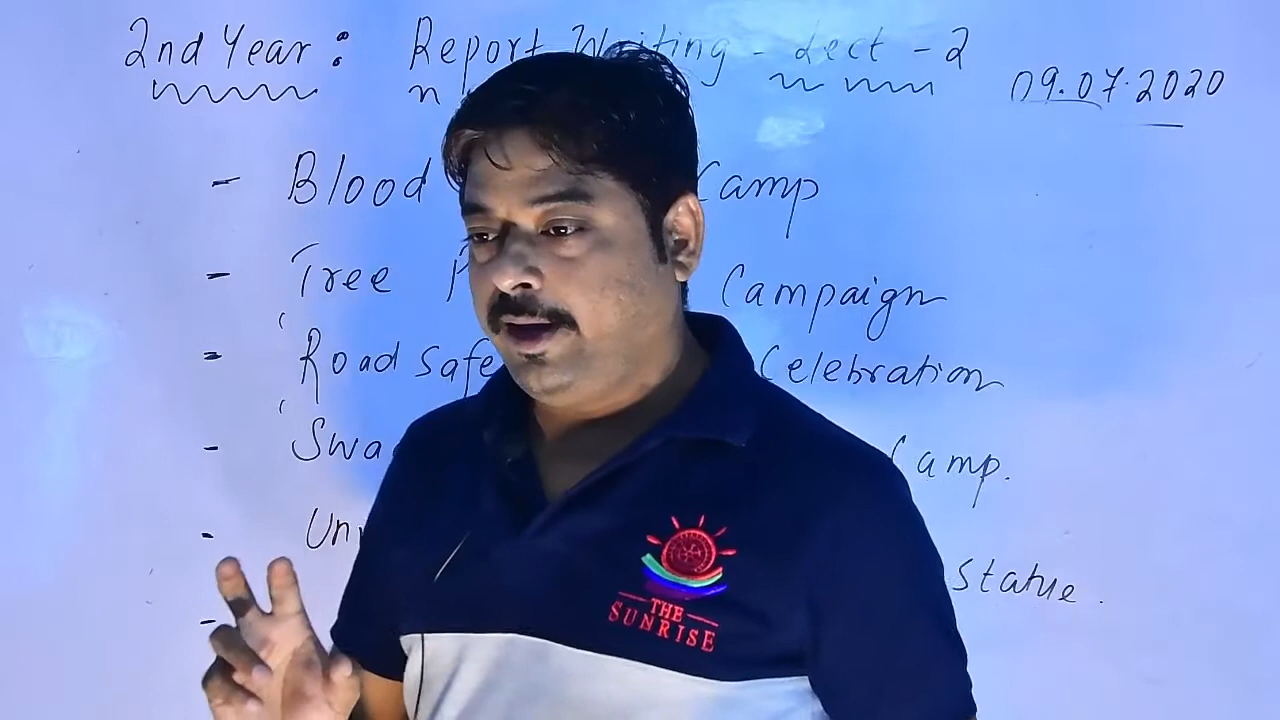 2nd Year : Report Writing - Lect - 2
09.07.2020
- Blood Camp
- Tree Campaign
- Road Safe Celebration
- Swa Camp.
- Un
Statue.
-
THE
SUNRISE